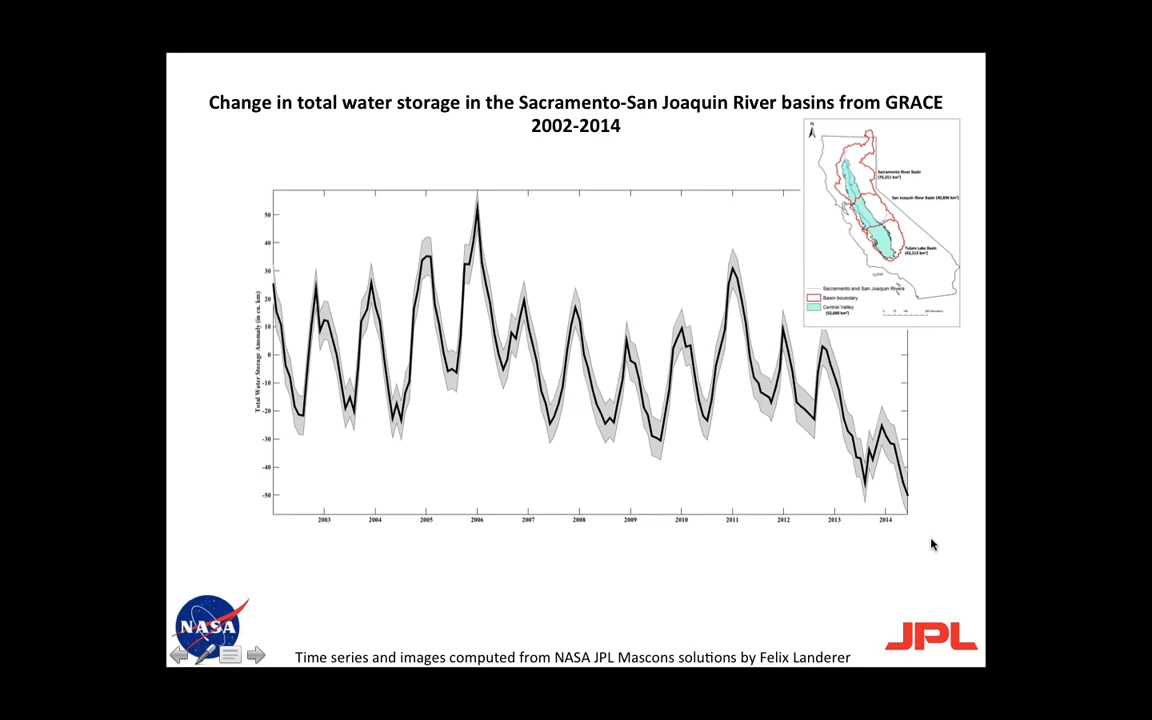 Change in total water storage in the Sacramento-San Joaquin River basins from GRACE
2002-2014
N
Sacramento River Basin
San Joaquin River Basin
Tulare Lake Basin
Sacramento and San Joaquin Rivers
Basin boundary
Central Valley
(52,000 km²)
Total Water Storage Anomaly (in cu. km)
50
40
30
20
10
0
-10
-20
-30
-40
-50
2003 2004 2005 2006 2007 2008 2009 2010 2011 2012 2013 2014
NASA
JPL
Time series and images computed from NASA JPL Mascons solutions by Felix Landerer